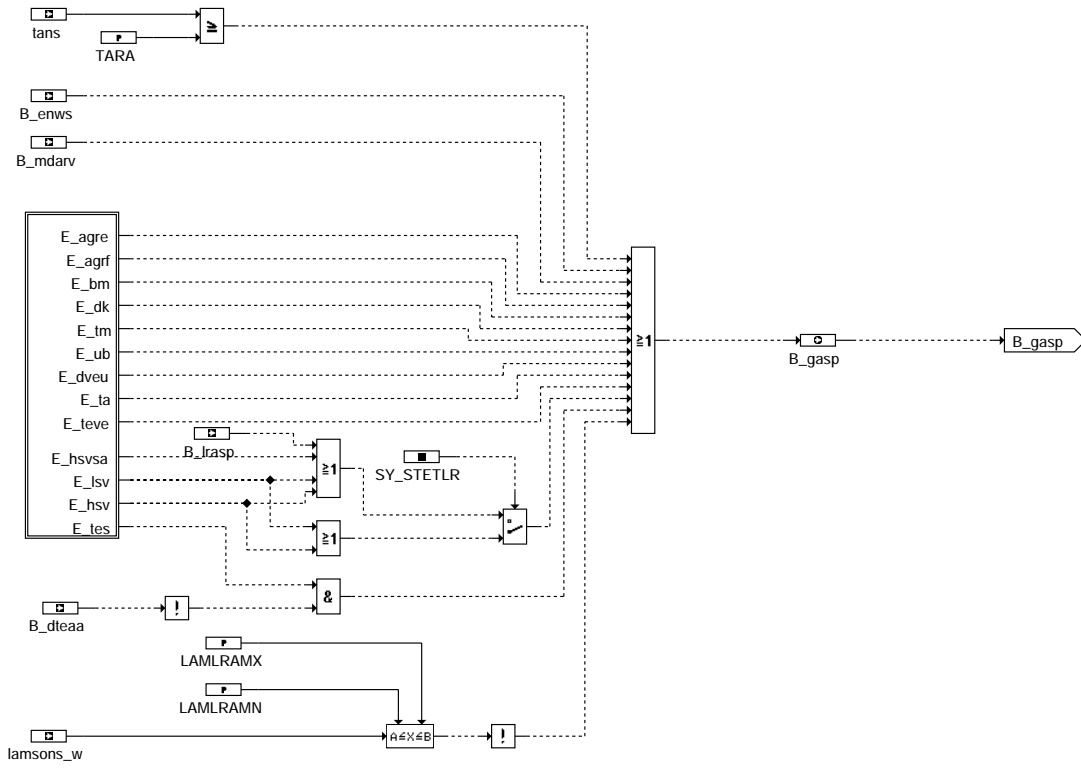 tans
P
TARA
≥
B_enws
B_mdarv
E_agre
E_agrf
E_bm
E_dk
E_tm
E_ub
E_dveu
E_ta
E_teve
E_hsvsa
E_lsv
E_hsv
E_tes
B_lrasp
≧1
SY_STETLR
≧1
≧1
B_gasp
B_gasp
&
!
B_dteaa
P
LAMLRAMX
P
LAMLRAMN
A≤X≤B
!
lamsons_w